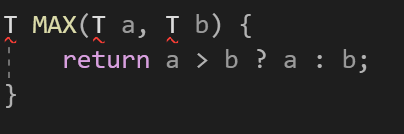 T MAX(T a, T b) {
    return a > b ? a : b;
}